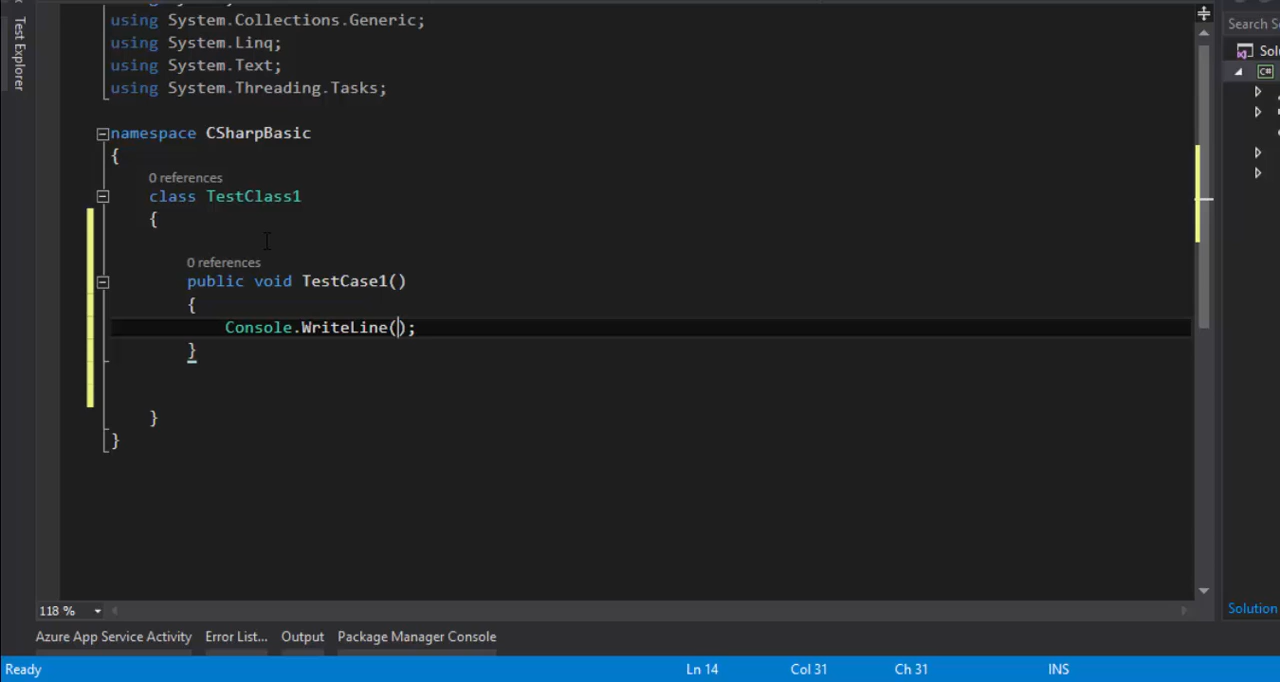 using System.Collections.Generic;
using System.Linq;
using System.Text;
using System.Threading.Tasks;
namespace CSharpBasic
{
0 references
class TestClass1
{
0 references
public void TestCase1()
{
Console.WriteLine();
}
}
}
118 %
Azure App Service Activity Error List... Output Package Manager Console
Ready Ln 14 Col 31 Ch 31 INS
Test Explorer
Search
C#
Solution